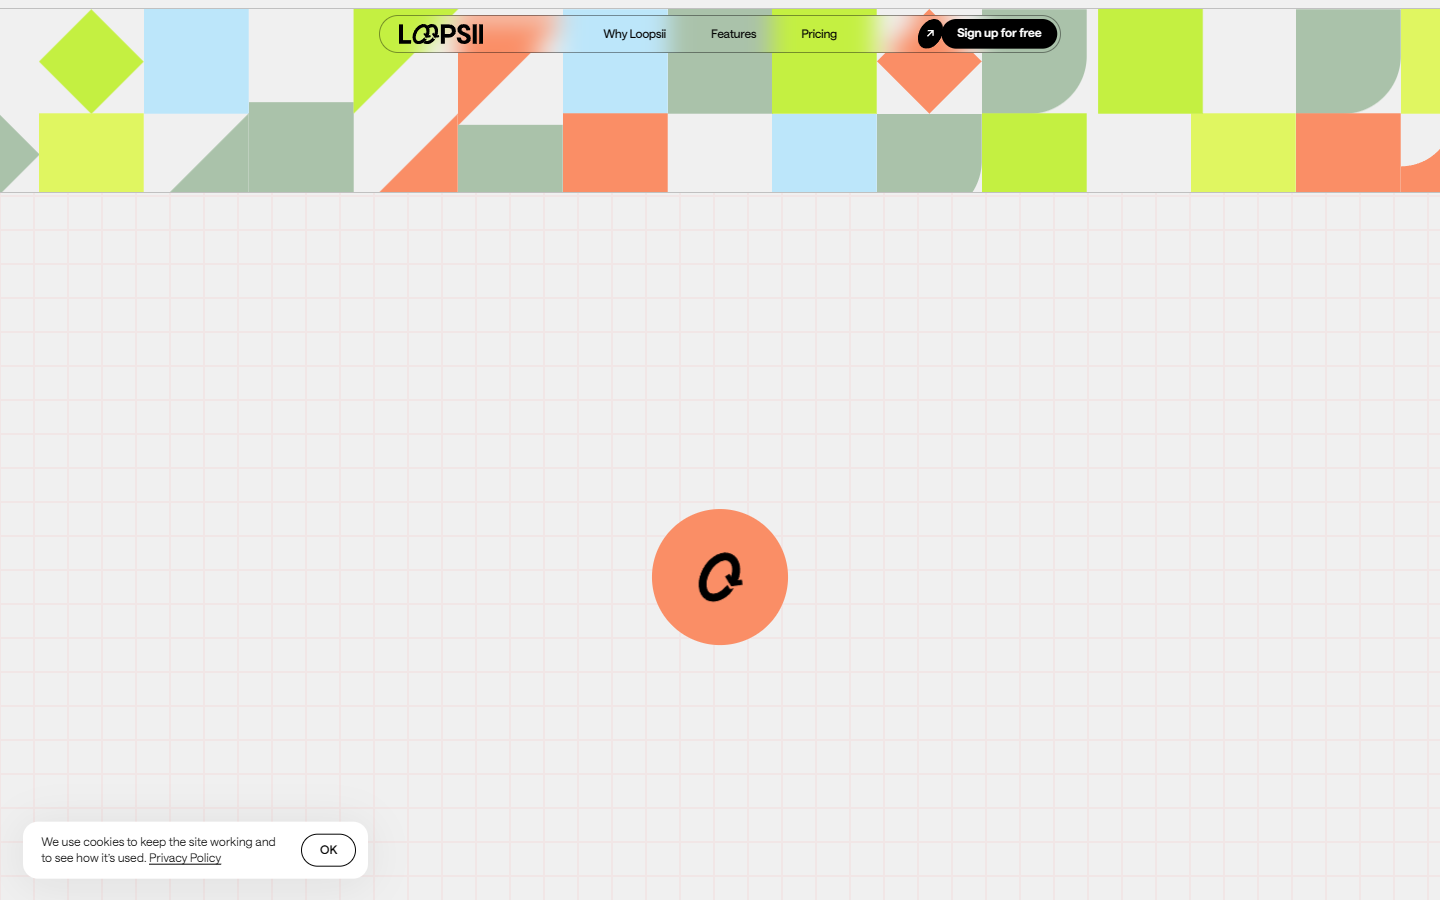 LOOPSII
Why Loopsii
Features
Pricing
Sign up for free
We use cookies to keep the site working and
to see how it's used. Privacy Policy
OK